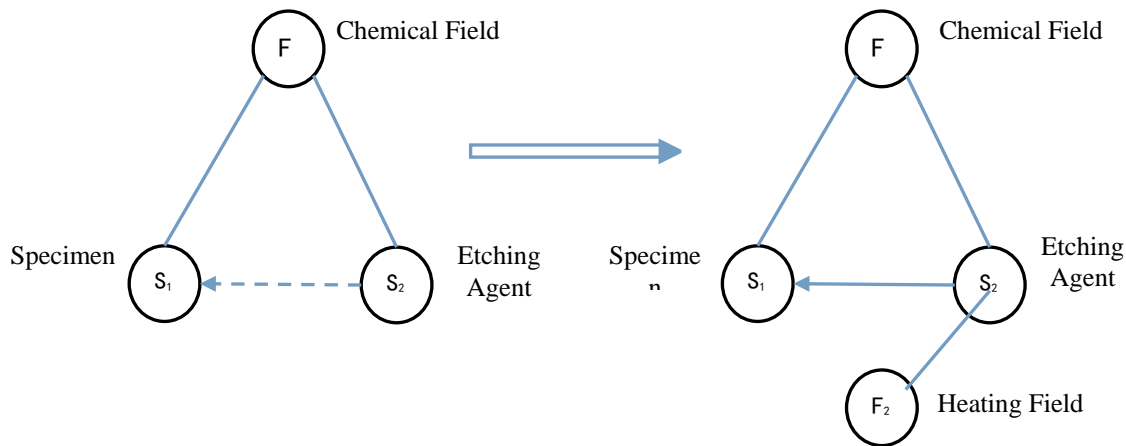 F
Chemical Field
Specimen
S₁
S₂
Etching
Agent
F
Chemical Field
Specime
n
S₁
S₂
Etching
Agent
F₂
Heating Field